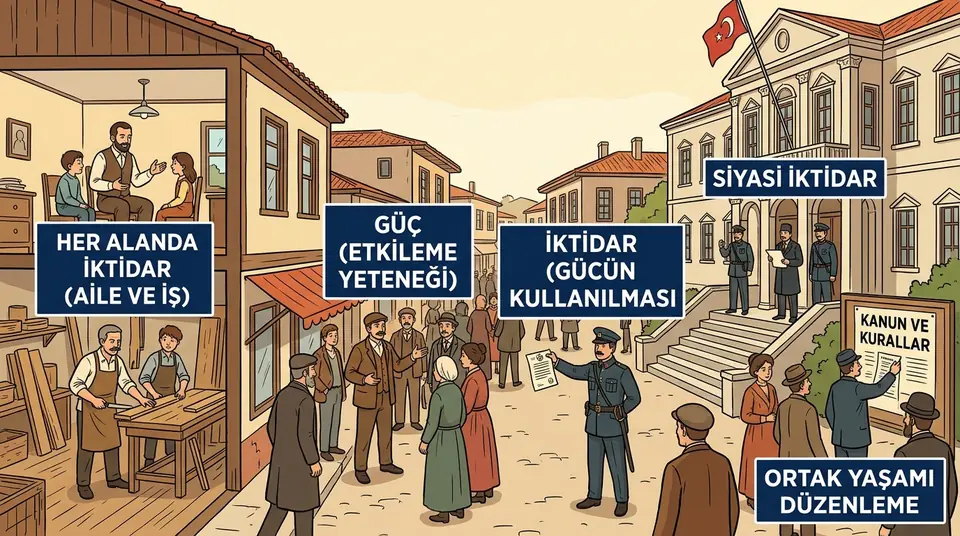 HER ALANDA
İKTİDAR
(AİLE VE İŞ)
GÜÇ
(ETKİLEME
YETENEĞİ)
İKTİDAR
(GÜCÜN
KULLANILMASI
SİYASİ İKTİDAR
KANUN VE
KURALLAR
ORTAK YAŞAMI
DÜZENLEME